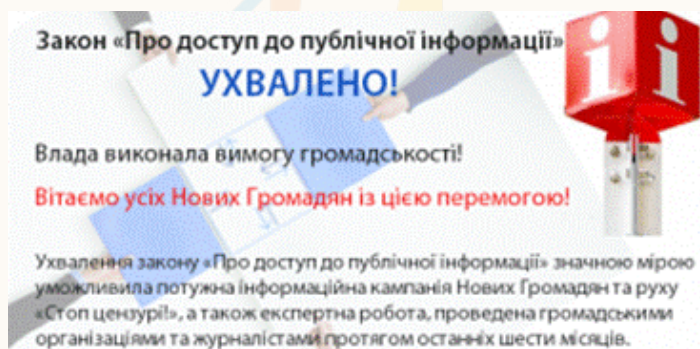 Закон «Про доступ до публічної інформації»
УХВАЛЕНО!
Влада виконала вимогу громадськості!
Вітаємо усіх Нових Громадян із цією перемогою!
Ухвалення закону «Про доступ до публічної інформації» значною мірою
уможливила потужна інформаційна кампанія Нових Громадян та руху
«Стоп цензурі!», а також експертна робота, проведена громадськими
організаціями та журналістами протягом останніх шести місяців.
i i